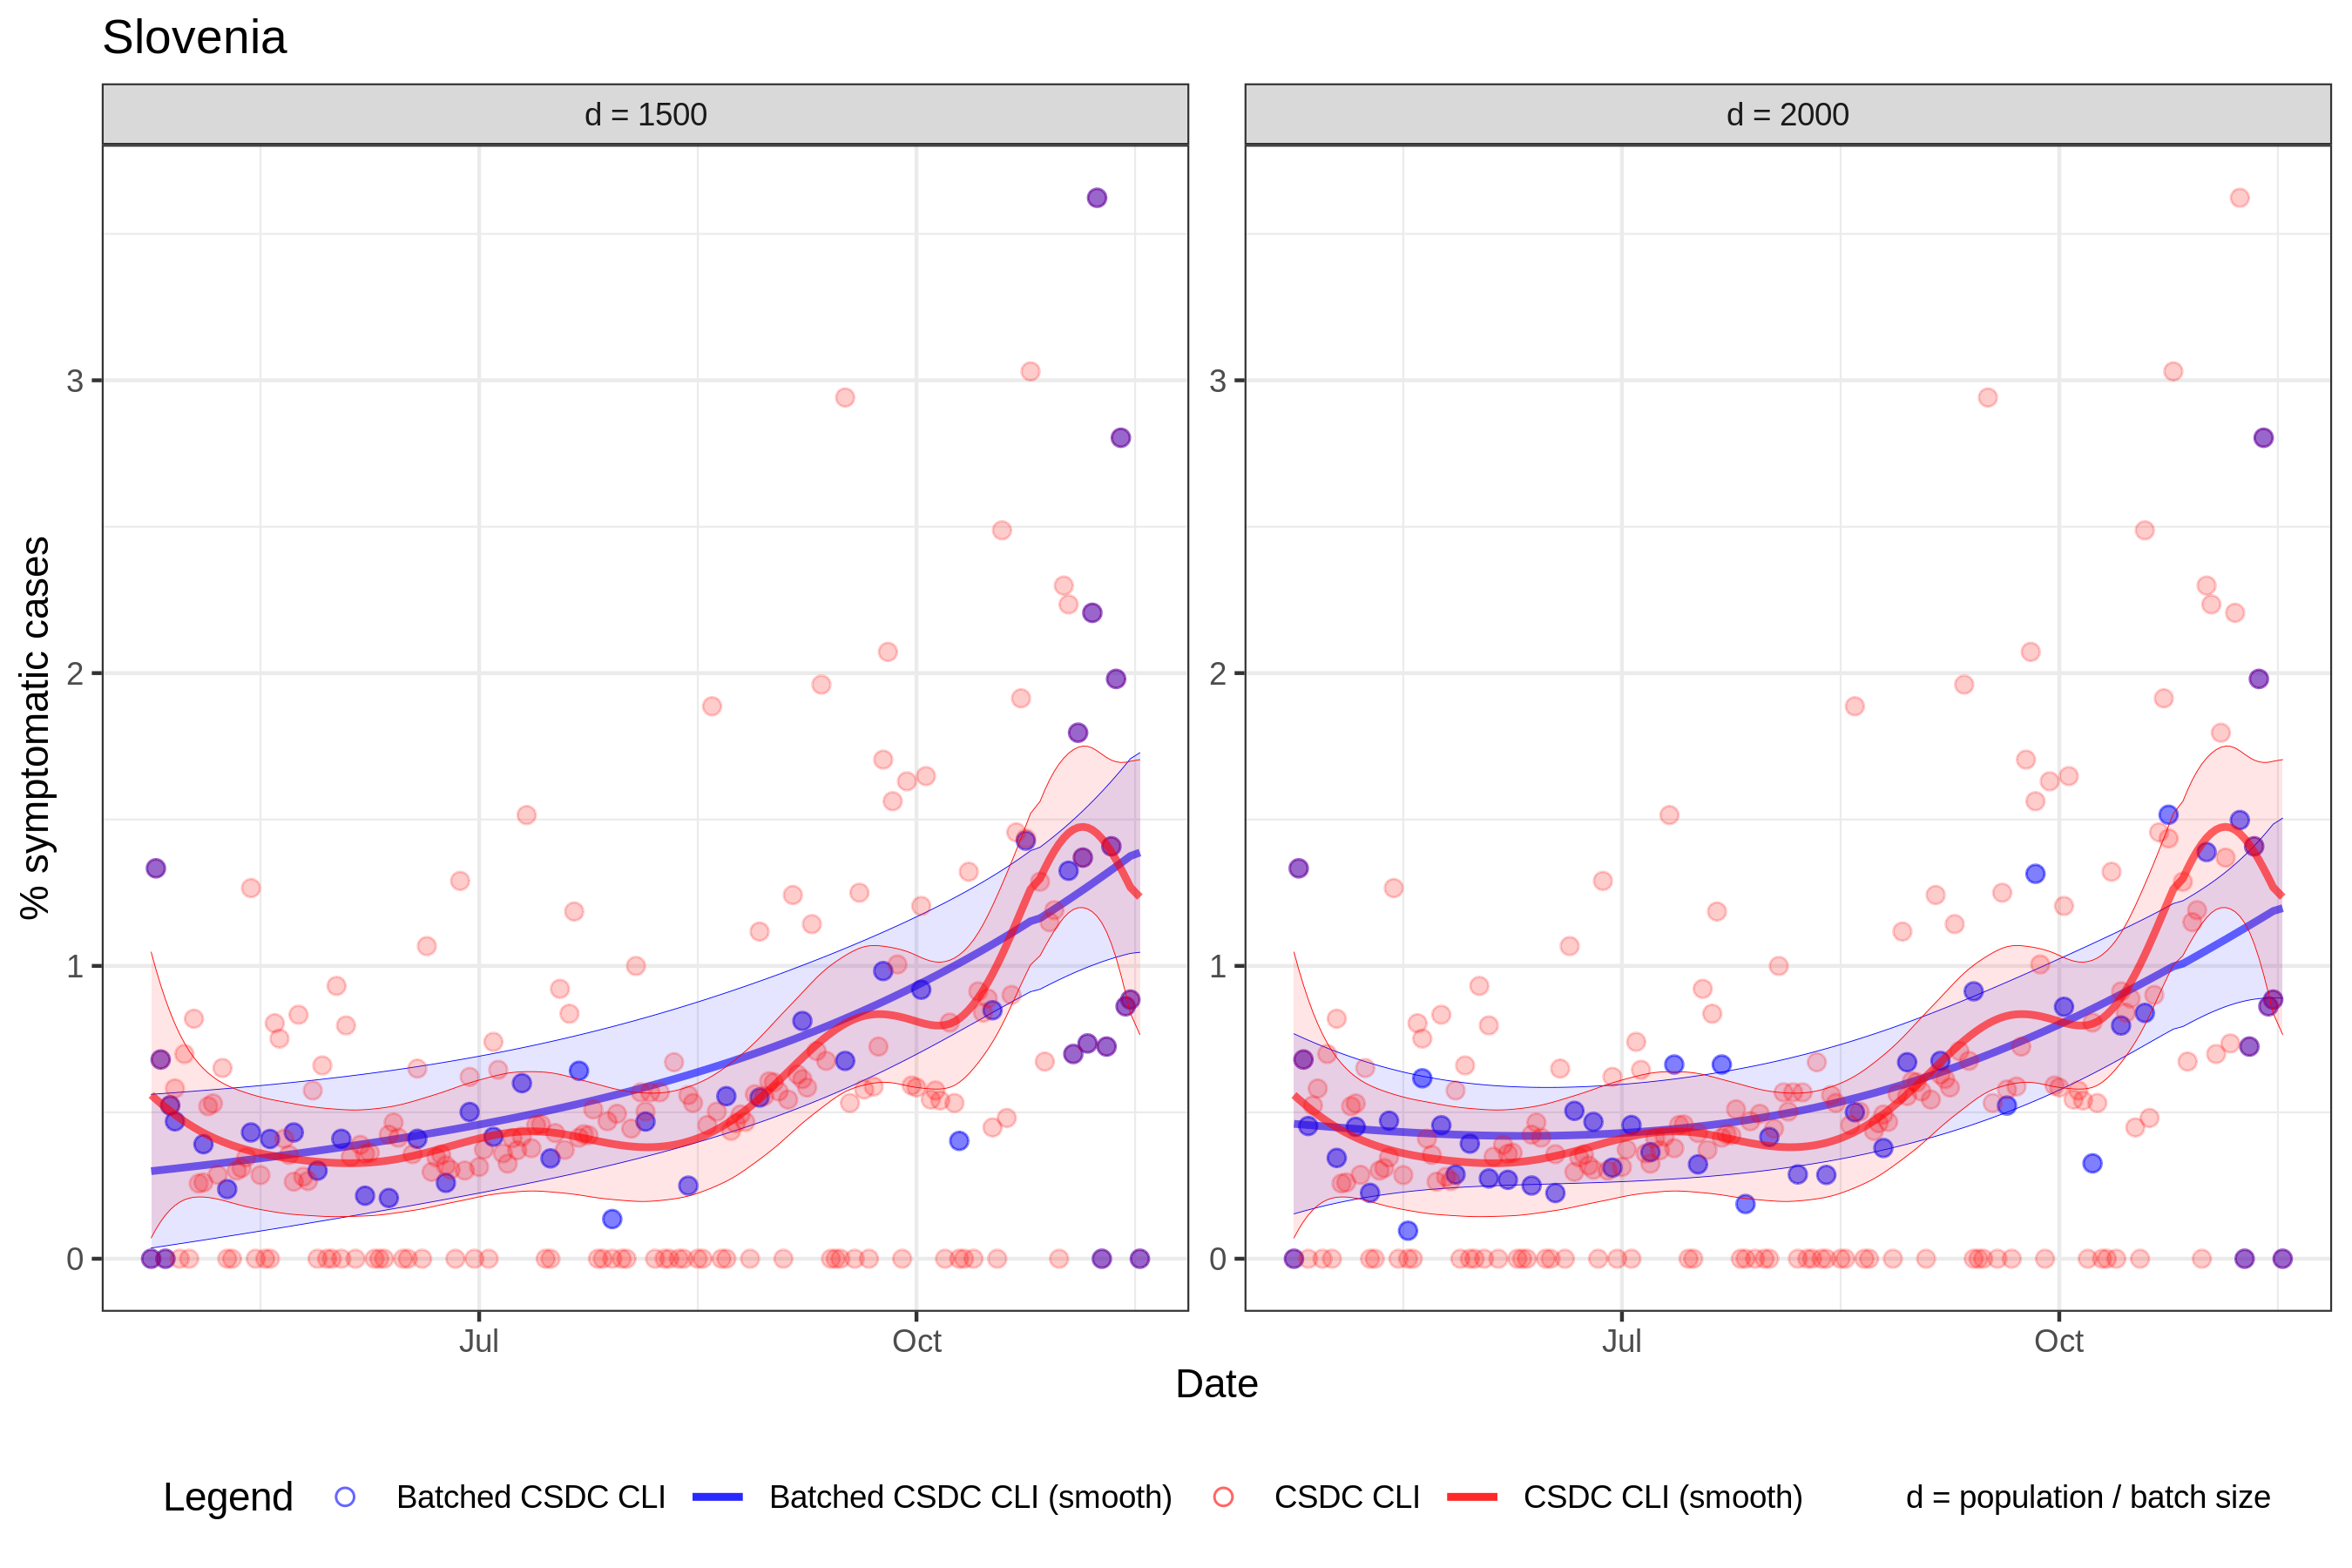 Slovenia
d = 1500
d = 2000
% symptomatic cases
3
2
1
0
3
2
1
0
Jul
Oct
Jul
Oct
Date
Legend
Batched CSDC CLI
Batched CSDC CLI (smooth)
CSDC CLI
CSDC CLI (smooth)
d = population / batch size